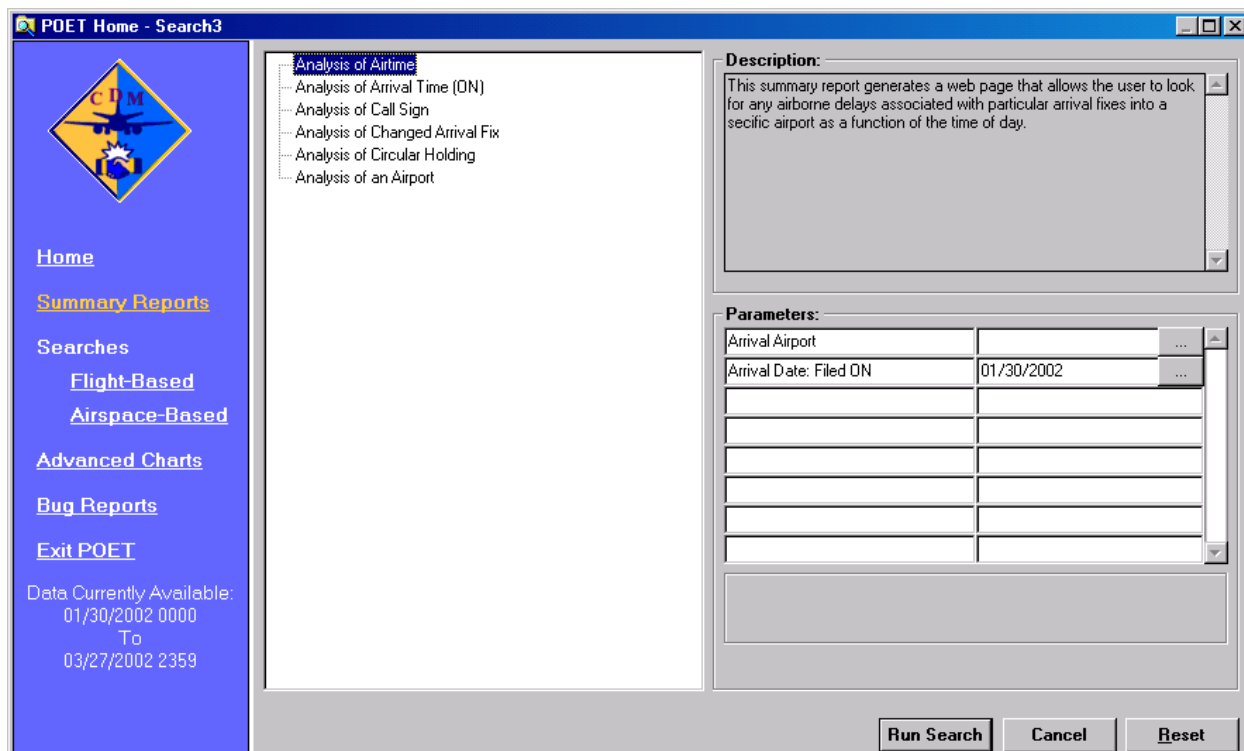 POET Home - Search3
CDM
Home
Summary Reports
Searches
Flight-Based
Airspace-Based
Advanced Charts
Bug Reports
Exit POET
Data Currently Available:
01/30/2002 0000
To
03/27/2002 2359
Analysis of Airtime
Analysis of Arrival Time (ON)
Analysis of Call Sign
Analysis of Changed Arrival Fix
Analysis of Circular Holding
Analysis of an Airport
Description:
This summary report generates a web page that allows the user to look
for any airborne delays associated with particular arrival fixes into a
secific airport as a function of the time of day.
Parameters:
Arrival Airport ...
Arrival Date: Filed ON 01/30/2002 ...
Run Search Cancel Reset